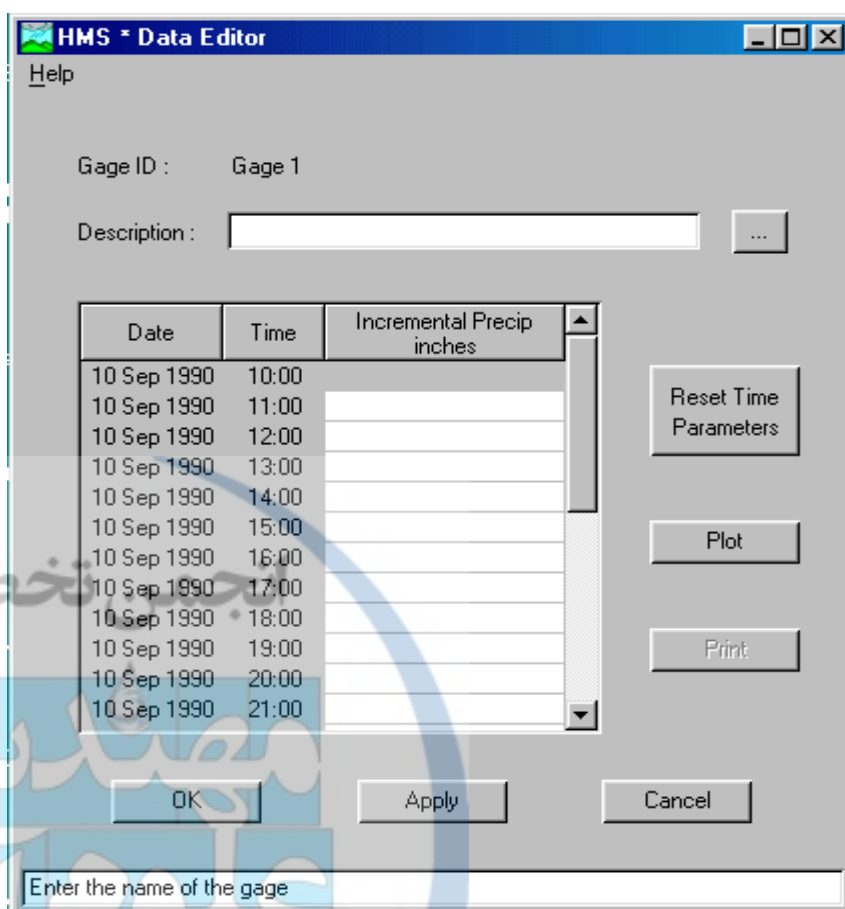 HMS * Data Editor
Help
Gage ID : Gage 1
Description :
...
Date Time Incremental Precip inches
10 Sep 1990 10:00
10 Sep 1990 11:00
10 Sep 1990 12:00
10 Sep 1990 13:00
10 Sep 1990 14:00
10 Sep 1990 15:00
10 Sep 1990 16:00
10 Sep 1990 17:00
10 Sep 1990 18:00
10 Sep 1990 19:00
10 Sep 1990 20:00
10 Sep 1990 21:00
Reset Time
Parameters
Plot
Print
انجمن
OK Apply Cancel
Enter the name of the gage